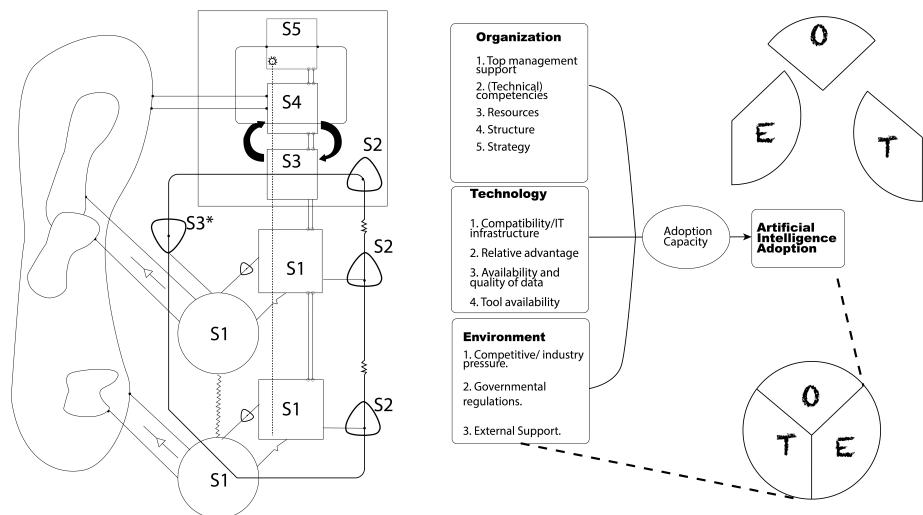 S5
S4
S3
S2
S3*
S1
S2
S1
S1
S2
S1
Organization
1. Top management
support
2. (Technical)
competencies
3. Resources
4. Structure
5. Strategy
Technology
1. Compatibility/IT
infrastructure
2. Relative advantage
3. Availability and
quality of data
4. Tool availability
Environment
1. Competitive/ industry
pressure.
2. Governmental
regulations.
3. External Support.
Adoption
Capacity
Artificial
Intelligence
Adoption
O
E
T
O
T E